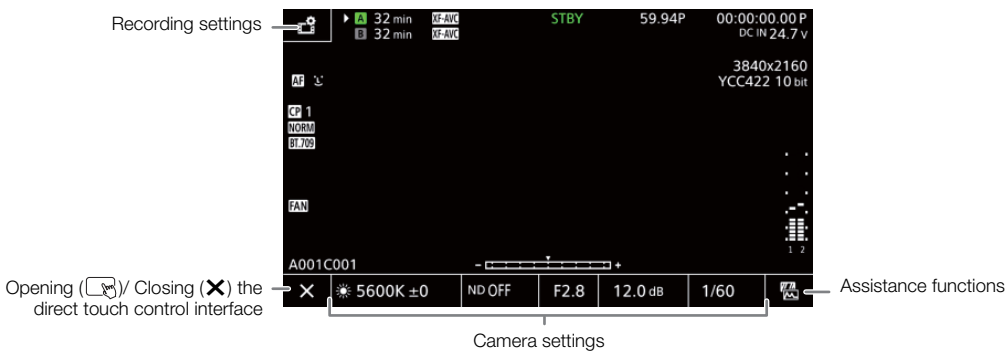 Recording settings
A 32 min XF-AVC STBY 59.94P 00:00:00.00 P
B 32 min XF-AVC DC IN 24.7 V
3840x2160
AF YCC422 10 bit
CP 1
NORM
BT.709
FAN
1 2
A001C001 - +
Opening ( )/ Closing (✕) the
direct touch control interface
✕ 5600K ±0 ND OFF F2.8 12.0 dB 1/60
Assistance functions
Camera settings